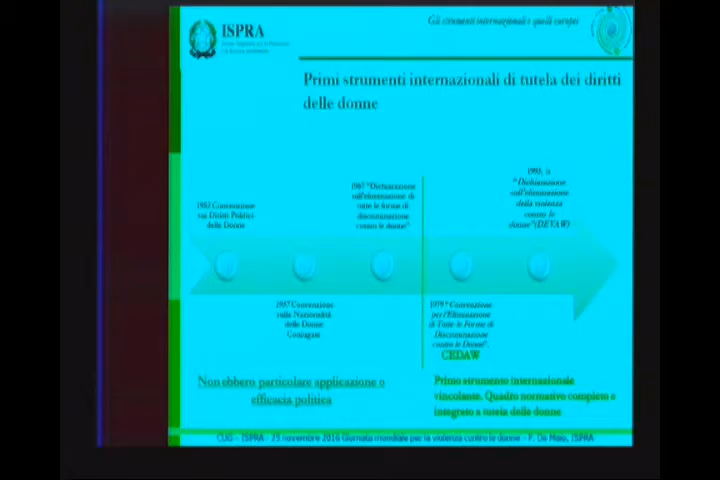 Gli strumenti internazionali e quelli europei
ISPRA
Primi strumenti internazionali di tutela dei diritti
delle donne
1952 Convenzione
sui Diritti Politici
delle Donne
1957 Convenzione
sulla Nazionalità
delle Donne
Coniugate
1967 "Dichiarazione
sull'eliminazione di
tutte le forme di
discriminazione
contro le donne"
1979 " Convenzione
per l'Eliminazione
di Tutte le Forme di
Discriminazione
contro le Donne".
CEDAW
1993, la
"Dichiarazione
sull'eliminazione
della violenza
contro le
donne"(DEVAW)
Non ebbero particolare applicazione o
efficacia politica
Primo strumento internazionale
vincolante. Quadro normativo completo e
integrato a tutela delle donne
CUG - ISPRA - 25 novembre 2016 Giornata mondiale per la violenza contro le donne - F. De Maio, ISPRA